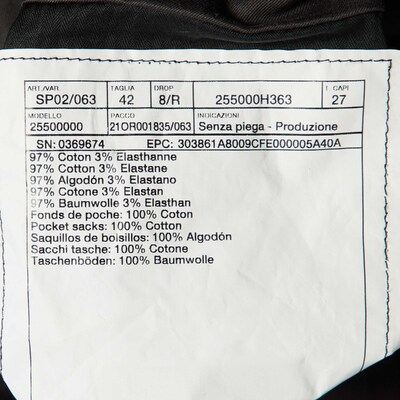 ART./VAR. TAGLIA DROP T. CAPI
SP02/063 42 8/R 255000H363 27
MODELLO PACCO INDICAZIONI
25500000 21OR001835/063 Senza piega - Produzione
SN: 0369674 EPC: 303861A8009CFE000005A40A
97% Coton 3% Elasthanne
97% Cotton 3% Elastane
97% Algodón 3% Elastano
97% Cotone 3% Elastan
97% Baumwolle 3% Elasthan
Fonds de poche: 100% Coton
Pocket sacks: 100% Cotton
Saquillos de boisillos: 100% Algodón
Sacchi tasche: 100% Cotone
Taschenböden: 100% Baumwolle